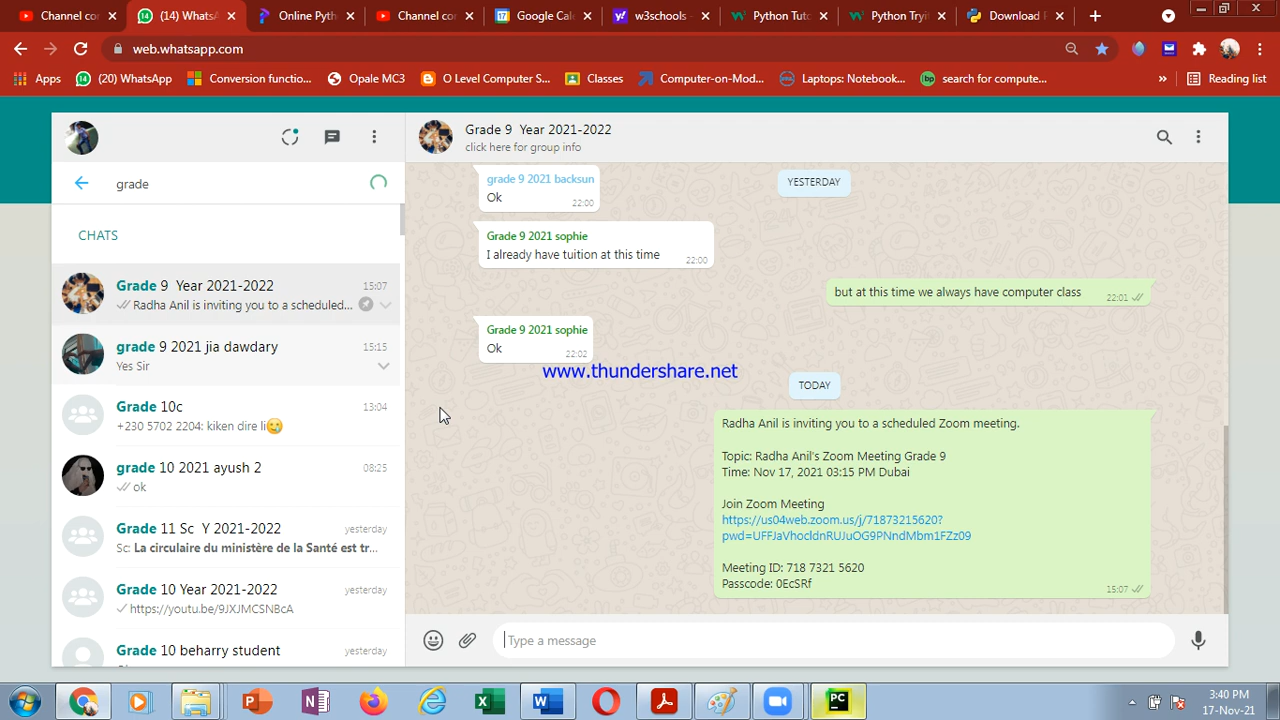 Channel co
(14) Whats
Online Pyth
Channel co
Google Cal
w3schools -
Python Tuto
Python Tryi
Download P
web.whatsapp.com
Apps
(20) WhatsApp
Conversion functio...
Opale MC3
O Level Computer S...
Classes
Computer-on-Mod...
Laptops: Notebook...
search for compute...
»
Reading list
Grade 9 Year 2021-2022
click here for group info
grade
CHATS
Grade 9 Year 2021-2022
15:07
Radha Anil is inviting you to a scheduled...
grade 9 2021 jia dawdary
15:15
Yes Sir
Grade 10c
13:04
+230 5702 2204: kiken dire li🥲
grade 10 2021 ayush 2
08:25
ok
Grade 11 Sc Y 2021-2022
yesterday
Sc: La circulaire du ministère de la Santé est tr...
Grade 10 Year 2021-2022
yesterday
https://youtu.be/9JXJMCSNBcA
Grade 10 beharry student
yesterday
YESTERDAY
grade 9 2021 backsun
Ok
22:00
Grade 9 2021 sophie
I already have tuition at this time
22:00
but at this time we always have computer class
22:01
Grade 9 2021 sophie
Ok
22:02
www.thundershare.net
TODAY
Radha Anil is inviting you to a scheduled Zoom meeting.
Topic: Radha Anil's Zoom Meeting Grade 9
Time: Nov 17, 2021 03:15 PM Dubai
Join Zoom Meeting
https://us04web.zoom.us/j/71873215620?
pwd=UFFJaVhocldnRUJuOG9PNndMbm1FZz09
Meeting ID: 718 7321 5620
Passcode: 0EcSRf
15:07
Type a message
3:40 PM
17-Nov-21